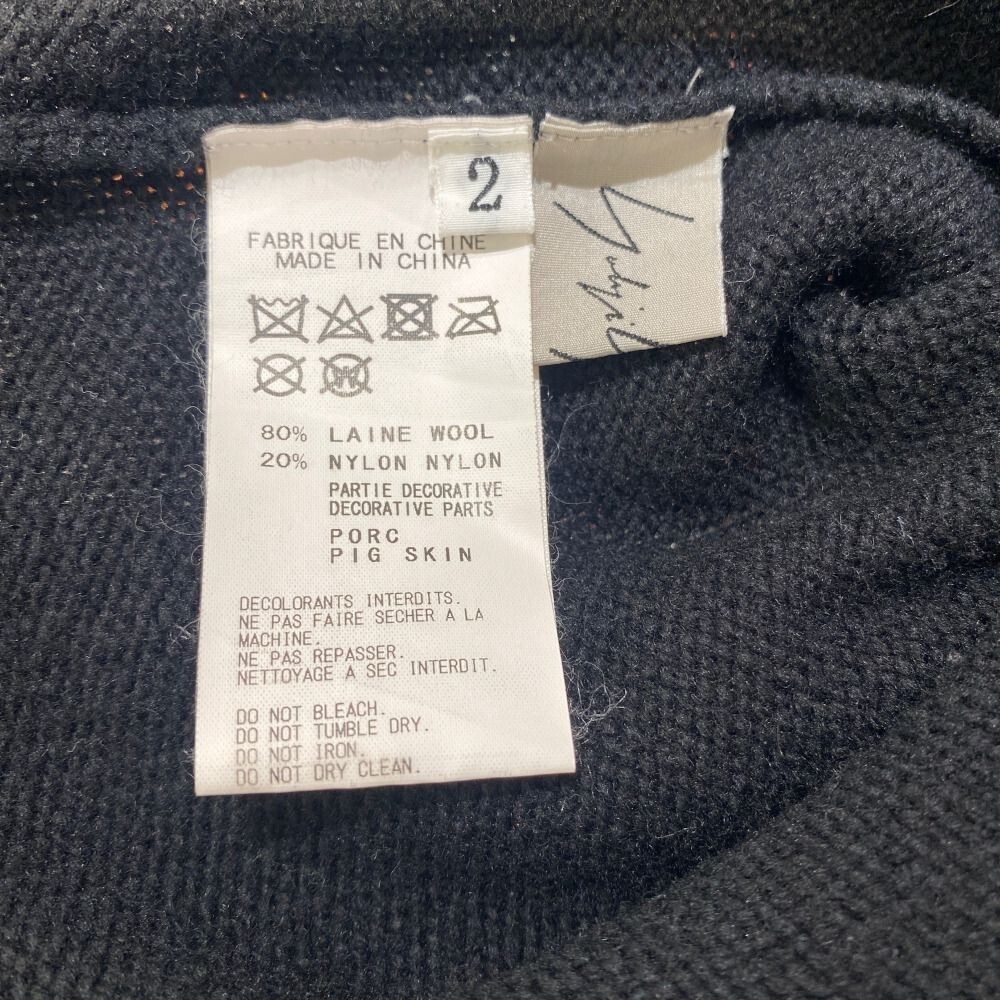 2
FABRIQUE EN CHINE
MADE IN CHINA
W
80% LAINE WOOL
20% NYLON NYLON
PARTIE DECORATIVE
DECORATIVE PARTS
PORC
PIG SKIN
DECOLORANTS INTERDITS.
NE PAS FAIRE SECHER A LA
MACHINE.
NE PAS REPASSER.
NETTOYAGE A SEC INTERDIT.
DO NOT BLEACH.
DO NOT TUMBLE DRY.
DO NOT IRON.
DO NOT DRY CLEAN.